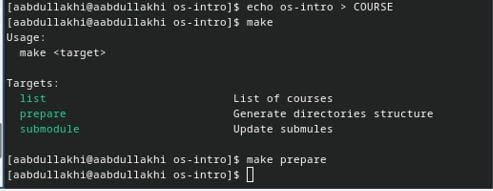 [aabdullakhi@aabdullakhi os-intro]$ echo os-intro > COURSE
[aabdullakhi@aabdullakhi os-intro]$ make
Usage:
  make <target>

Targets:
  list                       List of courses
  prepare                    Generate directories structure
  submodule                  Update submules

[aabdullakhi@aabdullakhi os-intro]$ make prepare
[aabdullakhi@aabdullakhi os-intro]$